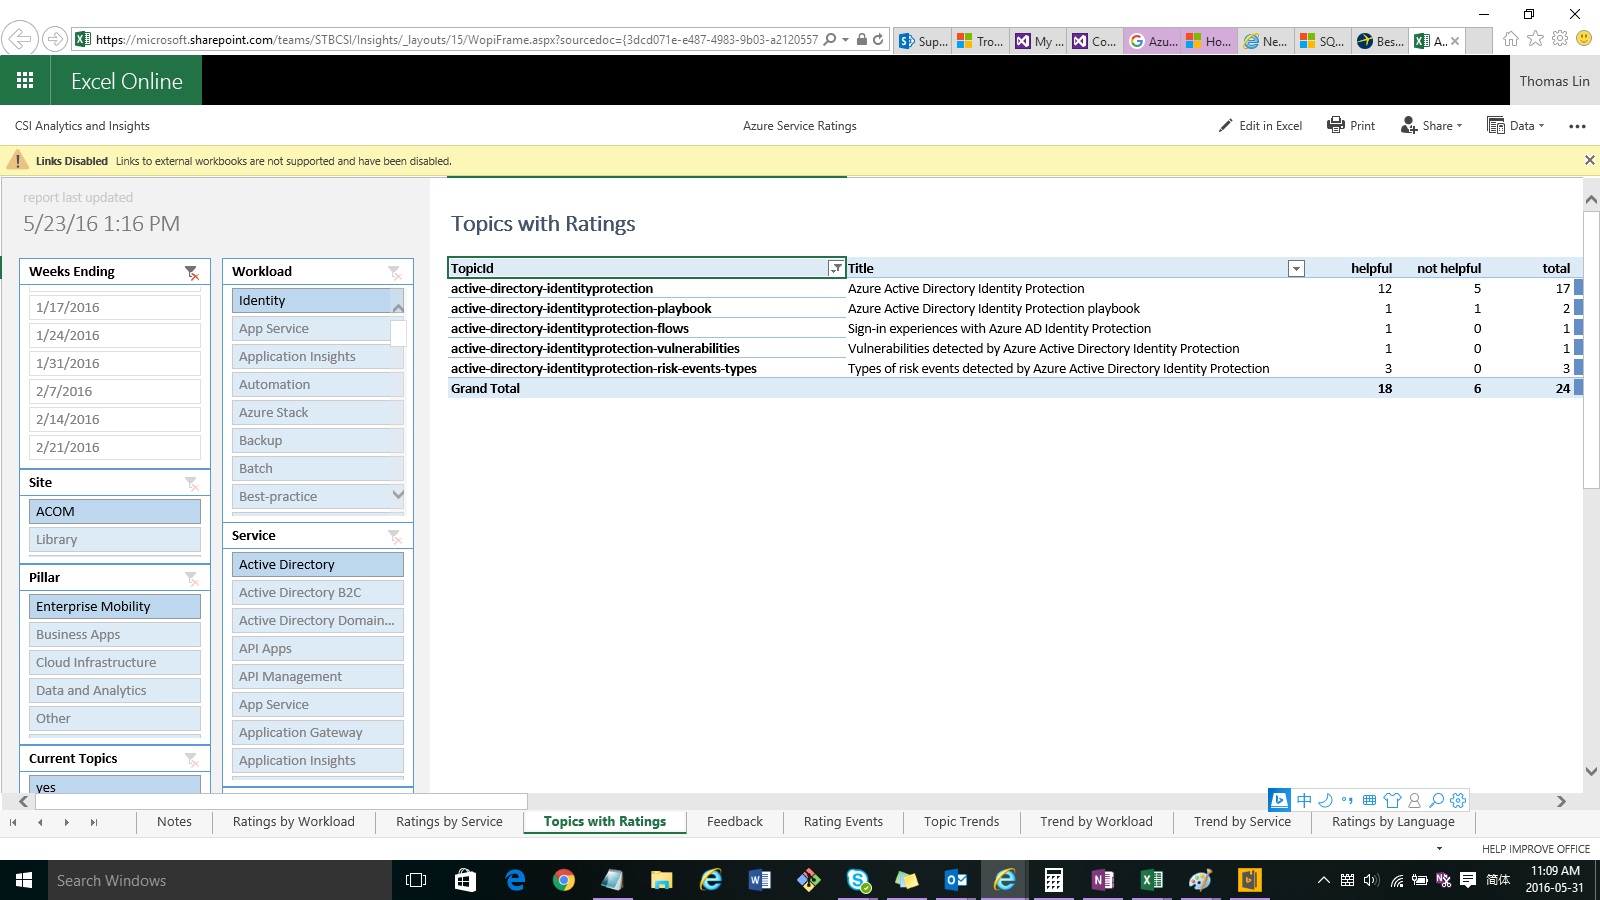 https://microsoft.sharepoint.com/teams/STBCSI/Insights/_layouts/15/WopiFrame.aspx?sourcedoc={3dcd071e-e487-4983-9b03-a2120557
Sup...
Tro...
My ...
Co...
Azu...
Ho...
Ne...
SQ...
Bes...
A...
Excel Online
Thomas Lin
CSI Analytics and Insights
Azure Service Ratings
Edit in Excel
Print
Share
Data
Links Disabled Links to external workbooks are not supported and have been disabled.
report last updated
5/23/16 1:16 PM
Weeks Ending
1/17/2016
1/24/2016
1/31/2016
2/7/2016
2/14/2016
2/21/2016
Site
ACOM
Library
Pillar
Enterprise Mobility
Business Apps
Cloud Infrastructure
Data and Analytics
Other
Current Topics
yes
Workload
Identity
App Service
Application Insights
Automation
Azure Stack
Backup
Batch
Best-practice
Service
Active Directory
Active Directory B2C
Active Directory Domain...
API Apps
API Management
App Service
Application Gateway
Application Insights
Topics with Ratings
TopicId Title helpful not helpful total
active-directory-identityprotection Azure Active Directory Identity Protection 12 5 17
active-directory-identityprotection-playbook Azure Active Directory Identity Protection playbook 1 1 2
active-directory-identityprotection-flows Sign-in experiences with Azure AD Identity Protection 1 0 1
active-directory-identityprotection-vulnerabilities Vulnerabilities detected by Azure Active Directory Identity Protection 1 0 1
active-directory-identityprotection-risk-events-types Types of risk events detected by Azure Active Directory Identity Protection 3 0 3
Grand Total 18 6 24
中
Notes
Ratings by Workload
Ratings by Service
Topics with Ratings
Feedback
Rating Events
Topic Trends
Trend by Workload
Trend by Service
Ratings by Language
HELP IMPROVE OFFICE
Search Windows
简体
11:09 AM
2016-05-31